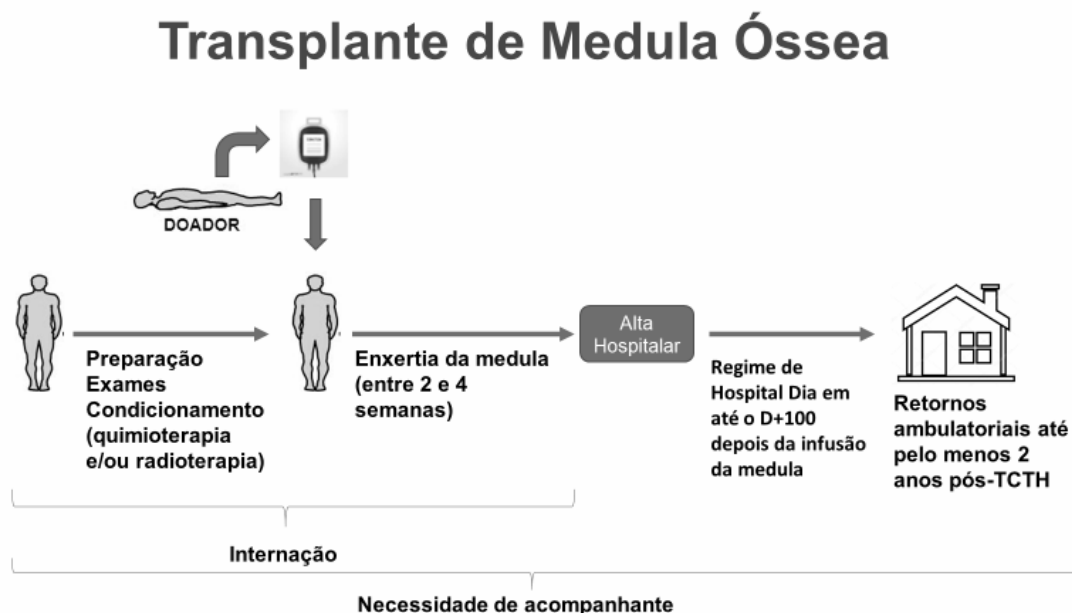 Transplante de Medula Óssea
DOADOR
Preparação
Exames
Condicionamento
(quimioterapia
e/ou radioterapia)
Enxertia da medula
(entre 2 e 4
semanas)
Alta
Hospitalar
Regime de
Hospital Dia em
até o D+100
depois da infusão
da medula
Retornos
ambulatoriais até
pelo menos 2
anos pós-TCTH
Internação
Necessidade de acompanhante